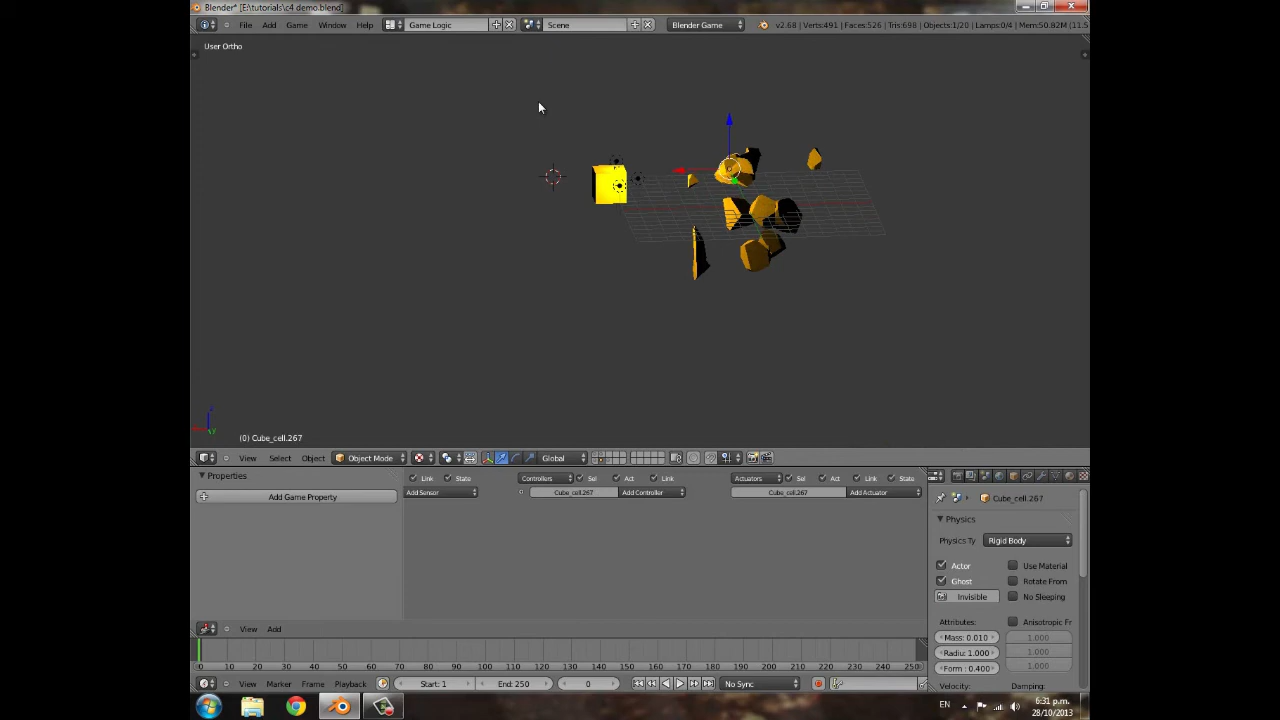 Blender* [E:\tutorials\c4 demo.blend]
File Add Game Window Help Game Logic Scene Blender Game v2.68 | Verts:491 | Faces:526 | Tris:698 | Objects:1/20 | Lamps:0/4 | Mem:50.82M (11.5
User Ortho
(0) Cube_cell.267
View Select Object Object Mode Global
Properties
Add Game Property
Link State Controllers Sel Act Link Actuators Sel Act Link State
Add Sensor Cube_cell.267 Add Controller Cube_cell.267 Add Actuator
Cube_cell.267
Physics
Physics Ty Rigid Body
Actor Use Material
Ghost Rotate From
Invisible No Sleeping
Attributes: Anisotropic Fr
Mass: 0.010 1.000
Radiu: 1.000 1.000
Form : 0.400 1.000
Velocity: Damping:
View Add
0 10 20 30 40 50 60 70 80 90 100 110 120 130 140 150 160 170 180 190 200 210 220 230 240 250
View Marker Frame Playback Start: 1 End: 250 0 No Sync
EN 6:31 p.m.
28/10/2013